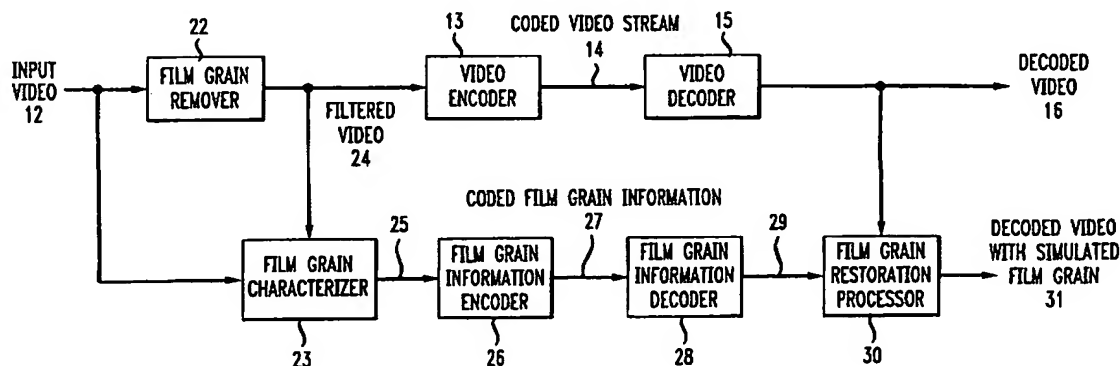 CODED VIDEO STREAM
22
13
14
15
INPUT
VIDEO
12
FILM GRAIN
REMOVER
FILTERED
VIDEO
24
VIDEO
ENCODER
VIDEO
DECODER
DECODED
VIDEO
16
CODED FILM GRAIN INFORMATION
25
27
29
FILM GRAIN
CHARACTERIZER
23
FILM GRAIN
INFORMATION
ENCODER
26
FILM GRAIN
INFORMATION
DECODER
28
FILM GRAIN
RESTORATION
PROCESSOR
30
DECODED VIDEO
WITH SIMULATED
FILM GRAIN
31